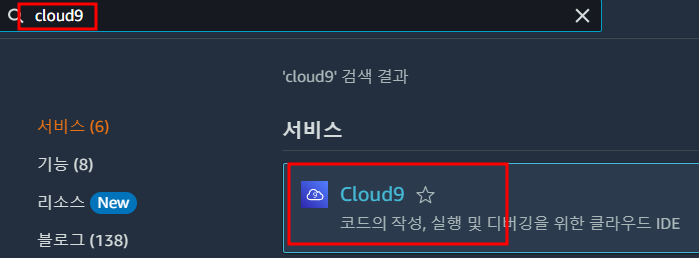 cloud9
'cloud9' 검색 결과
서비스 (6)
기능 (8)
리소스 New
블로그 (138)
서비스
Cloud9
코드의 작성, 실행 및 디버깅을 위한 클라우드 IDE